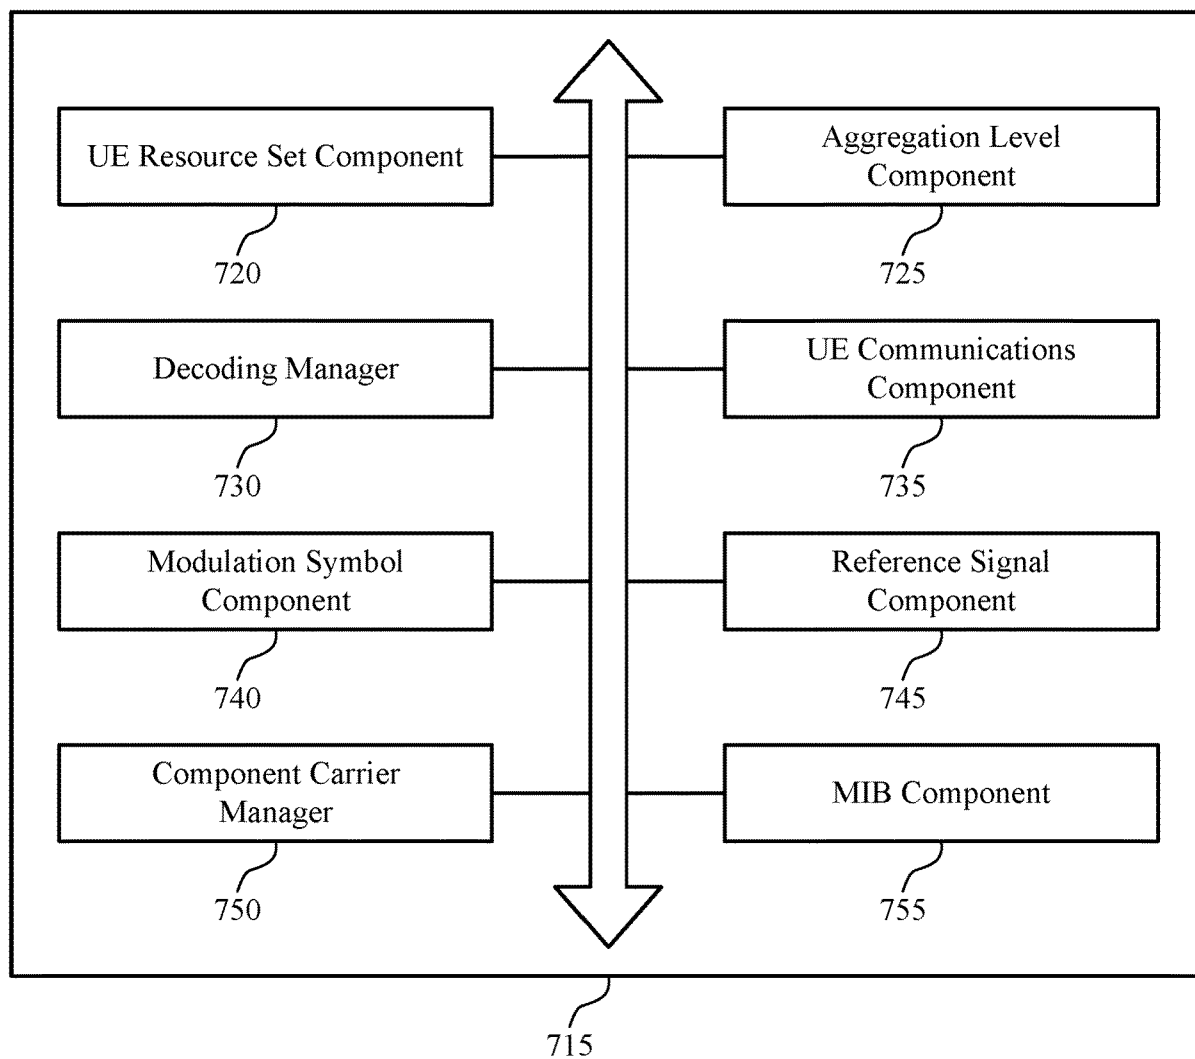 UE Resource Set Component
720
Aggregation Level
Component
725
Decoding Manager
730
UE Communications
Component
735
Modulation Symbol
Component
740
Reference Signal
Component
745
Component Carrier
Manager
750
MIB Component
755
715